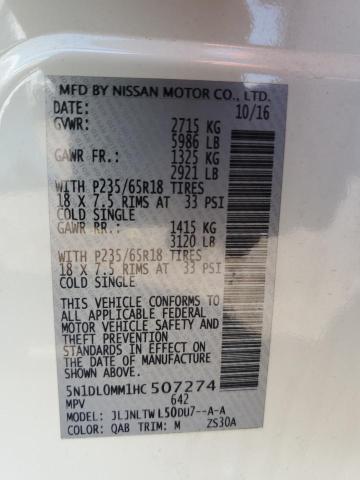 MFD BY NISSAN MOTOR CO., LTD.
DATE: 10/16
GVWR: 2715 KG
5986 LB
GAWR FR.: 1325 KG
2921 LB
WITH P235/65R18 TIRES
18 X 7.5 RIMS AT 33 PSI
COLD SINGLE
GAWR RR.: 1415 KG
3120 LB
WITH P235/65R18 TIRES
18 X 7.5 RIMS AT 33 PSI
COLD SINGLE
THIS VEHICLE CONFORMS TO
ALL APPLICABLE FEDERAL
MOTOR VEHICLE SAFETY AND
THEFT PREVENTION
STANDARDS IN EFFECT ON
THE DATE OF MANUFACTURE
SHOWN ABOVE.
5N1DL0MM1HC507274
MPV 642
JLJNLTWL50DU7--A-A
COLOR: QAB TRIM: M ZS30A